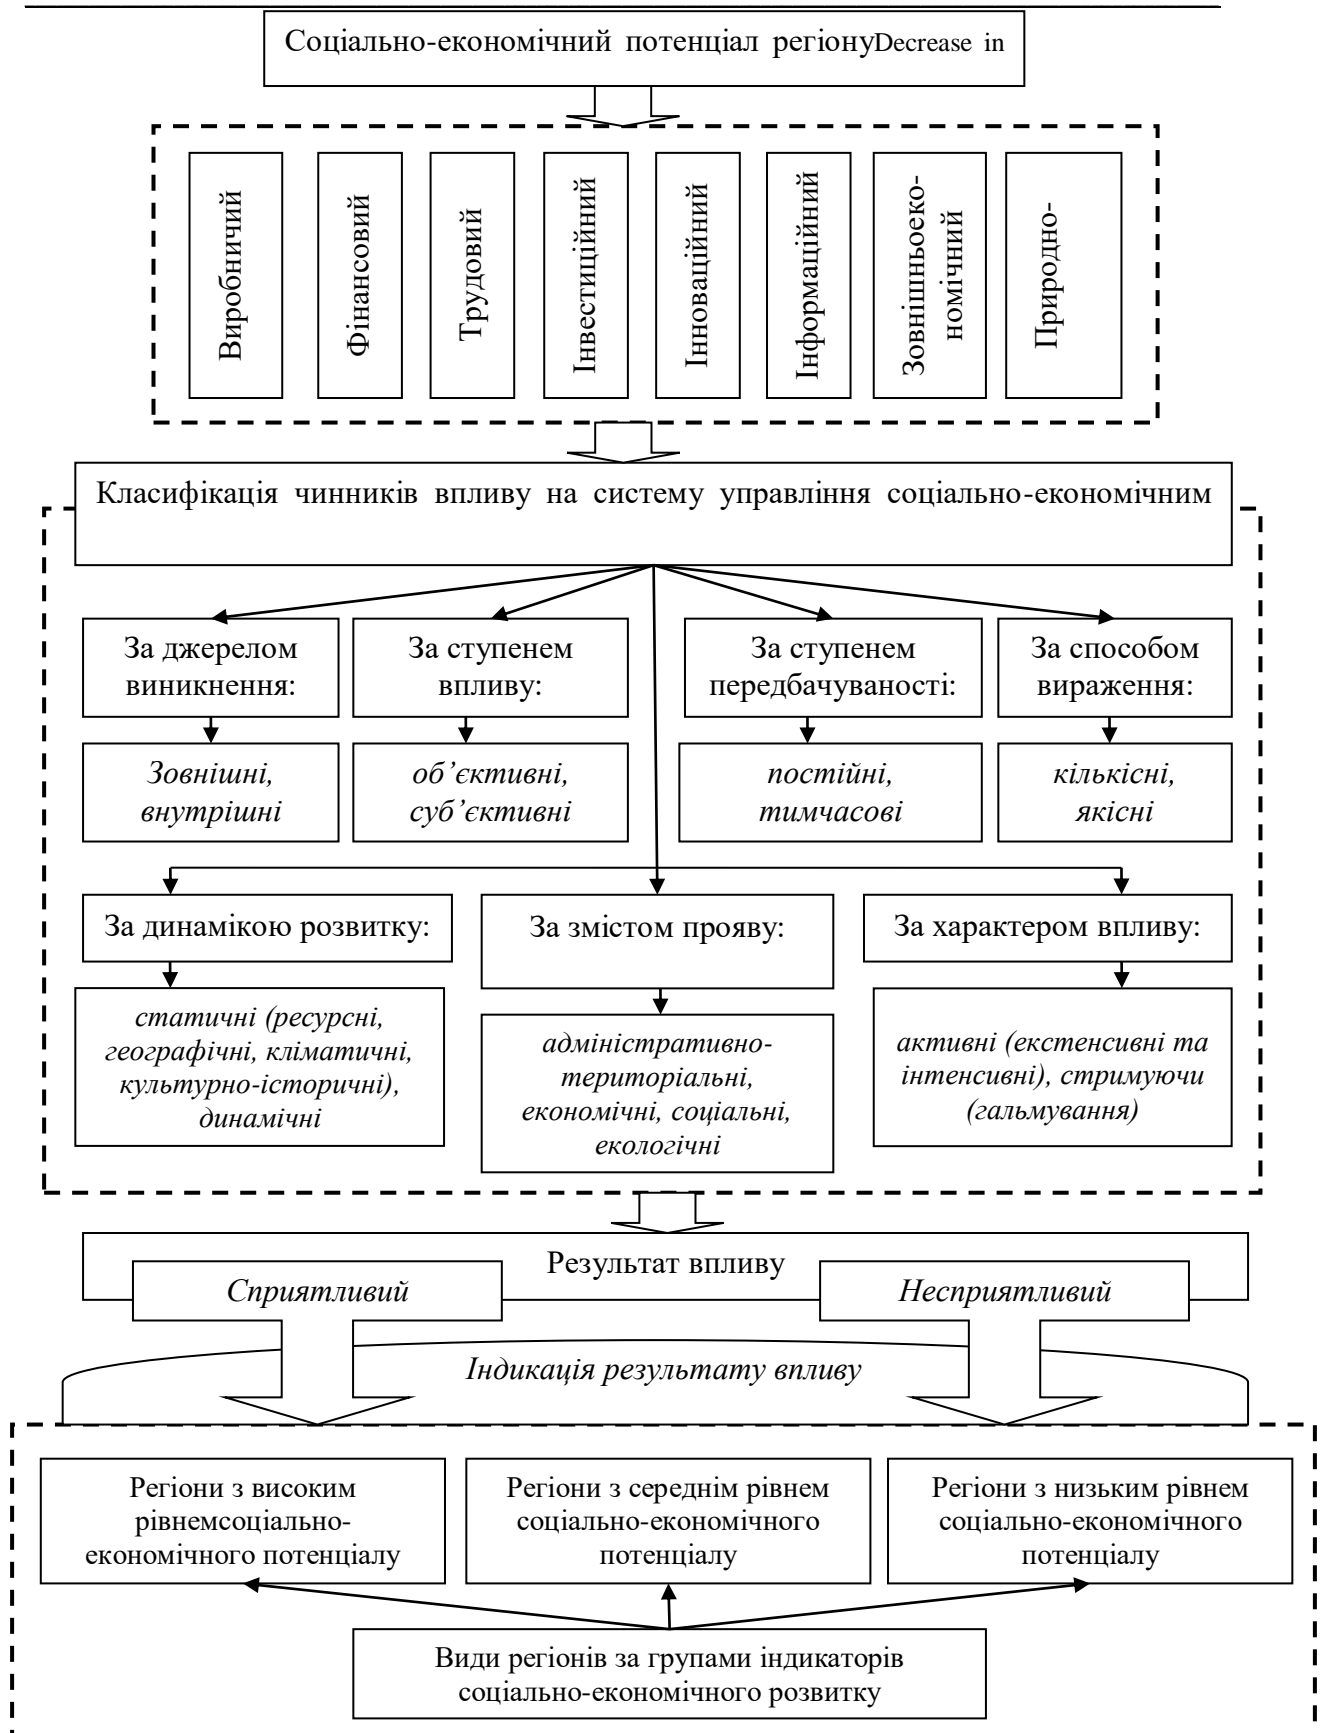 Соціально-економічний потенціал регіонуDecrease in
Виробничий
Фінансовий
Трудовий
Інвестиційний
Інноваційний
Інформаційний
Зовнішньоеко-
номічний
Природно-
Класифікація чинників впливу на систему управління соціально-економічним
За джерелом
виникнення:
За ступенем
впливу:
За ступенем
передбачуваності:
За способом
вираження:
Зовнішні,
внутрішні
об’єктивні,
суб’єктивні
постійні,
тимчасові
кількісні,
якісні
За динамікою розвитку:
За змістом прояву:
За характером впливу:
статичні (ресурсні,
географічні, кліматичні,
культурно-історичні),
динамічні
адміністративно-
територіальні,
економічні, соціальні,
екологічні
активні (екстенсивні та
інтенсивні), стримуючи
(гальмування)
Результат впливу
Сприятливий
Несприятливий
Індикація результату впливу
Регіони з високим
рівнемсоціально-
економічного потенціалу
Регіони з середнім рівнем
соціально-економічного
потенціалу
Регіони з низьким рівнем
соціально-економічного
потенціалу
Види регіонів за групами індикаторів
соціально-економічного розвитку